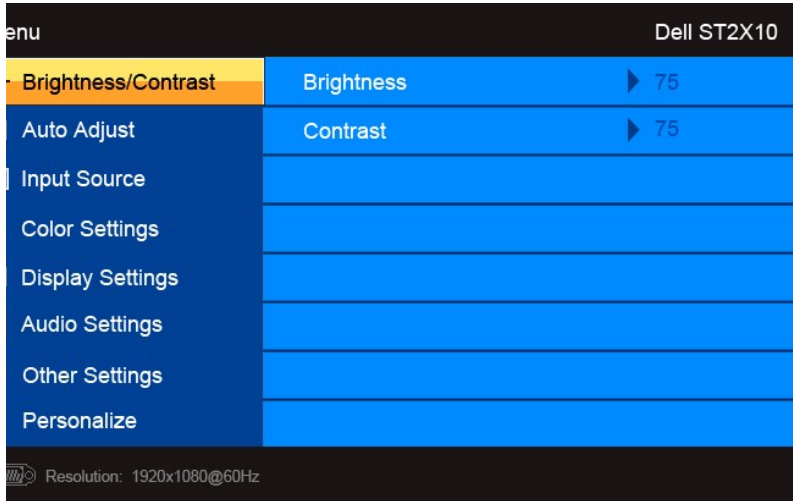 enu Dell ST2X10
Brightness/Contrast Brightness 75
Auto Adjust Contrast 75
Input Source
Color Settings
Display Settings
Audio Settings
Other Settings
Personalize
Resolution: 1920x1080@60Hz